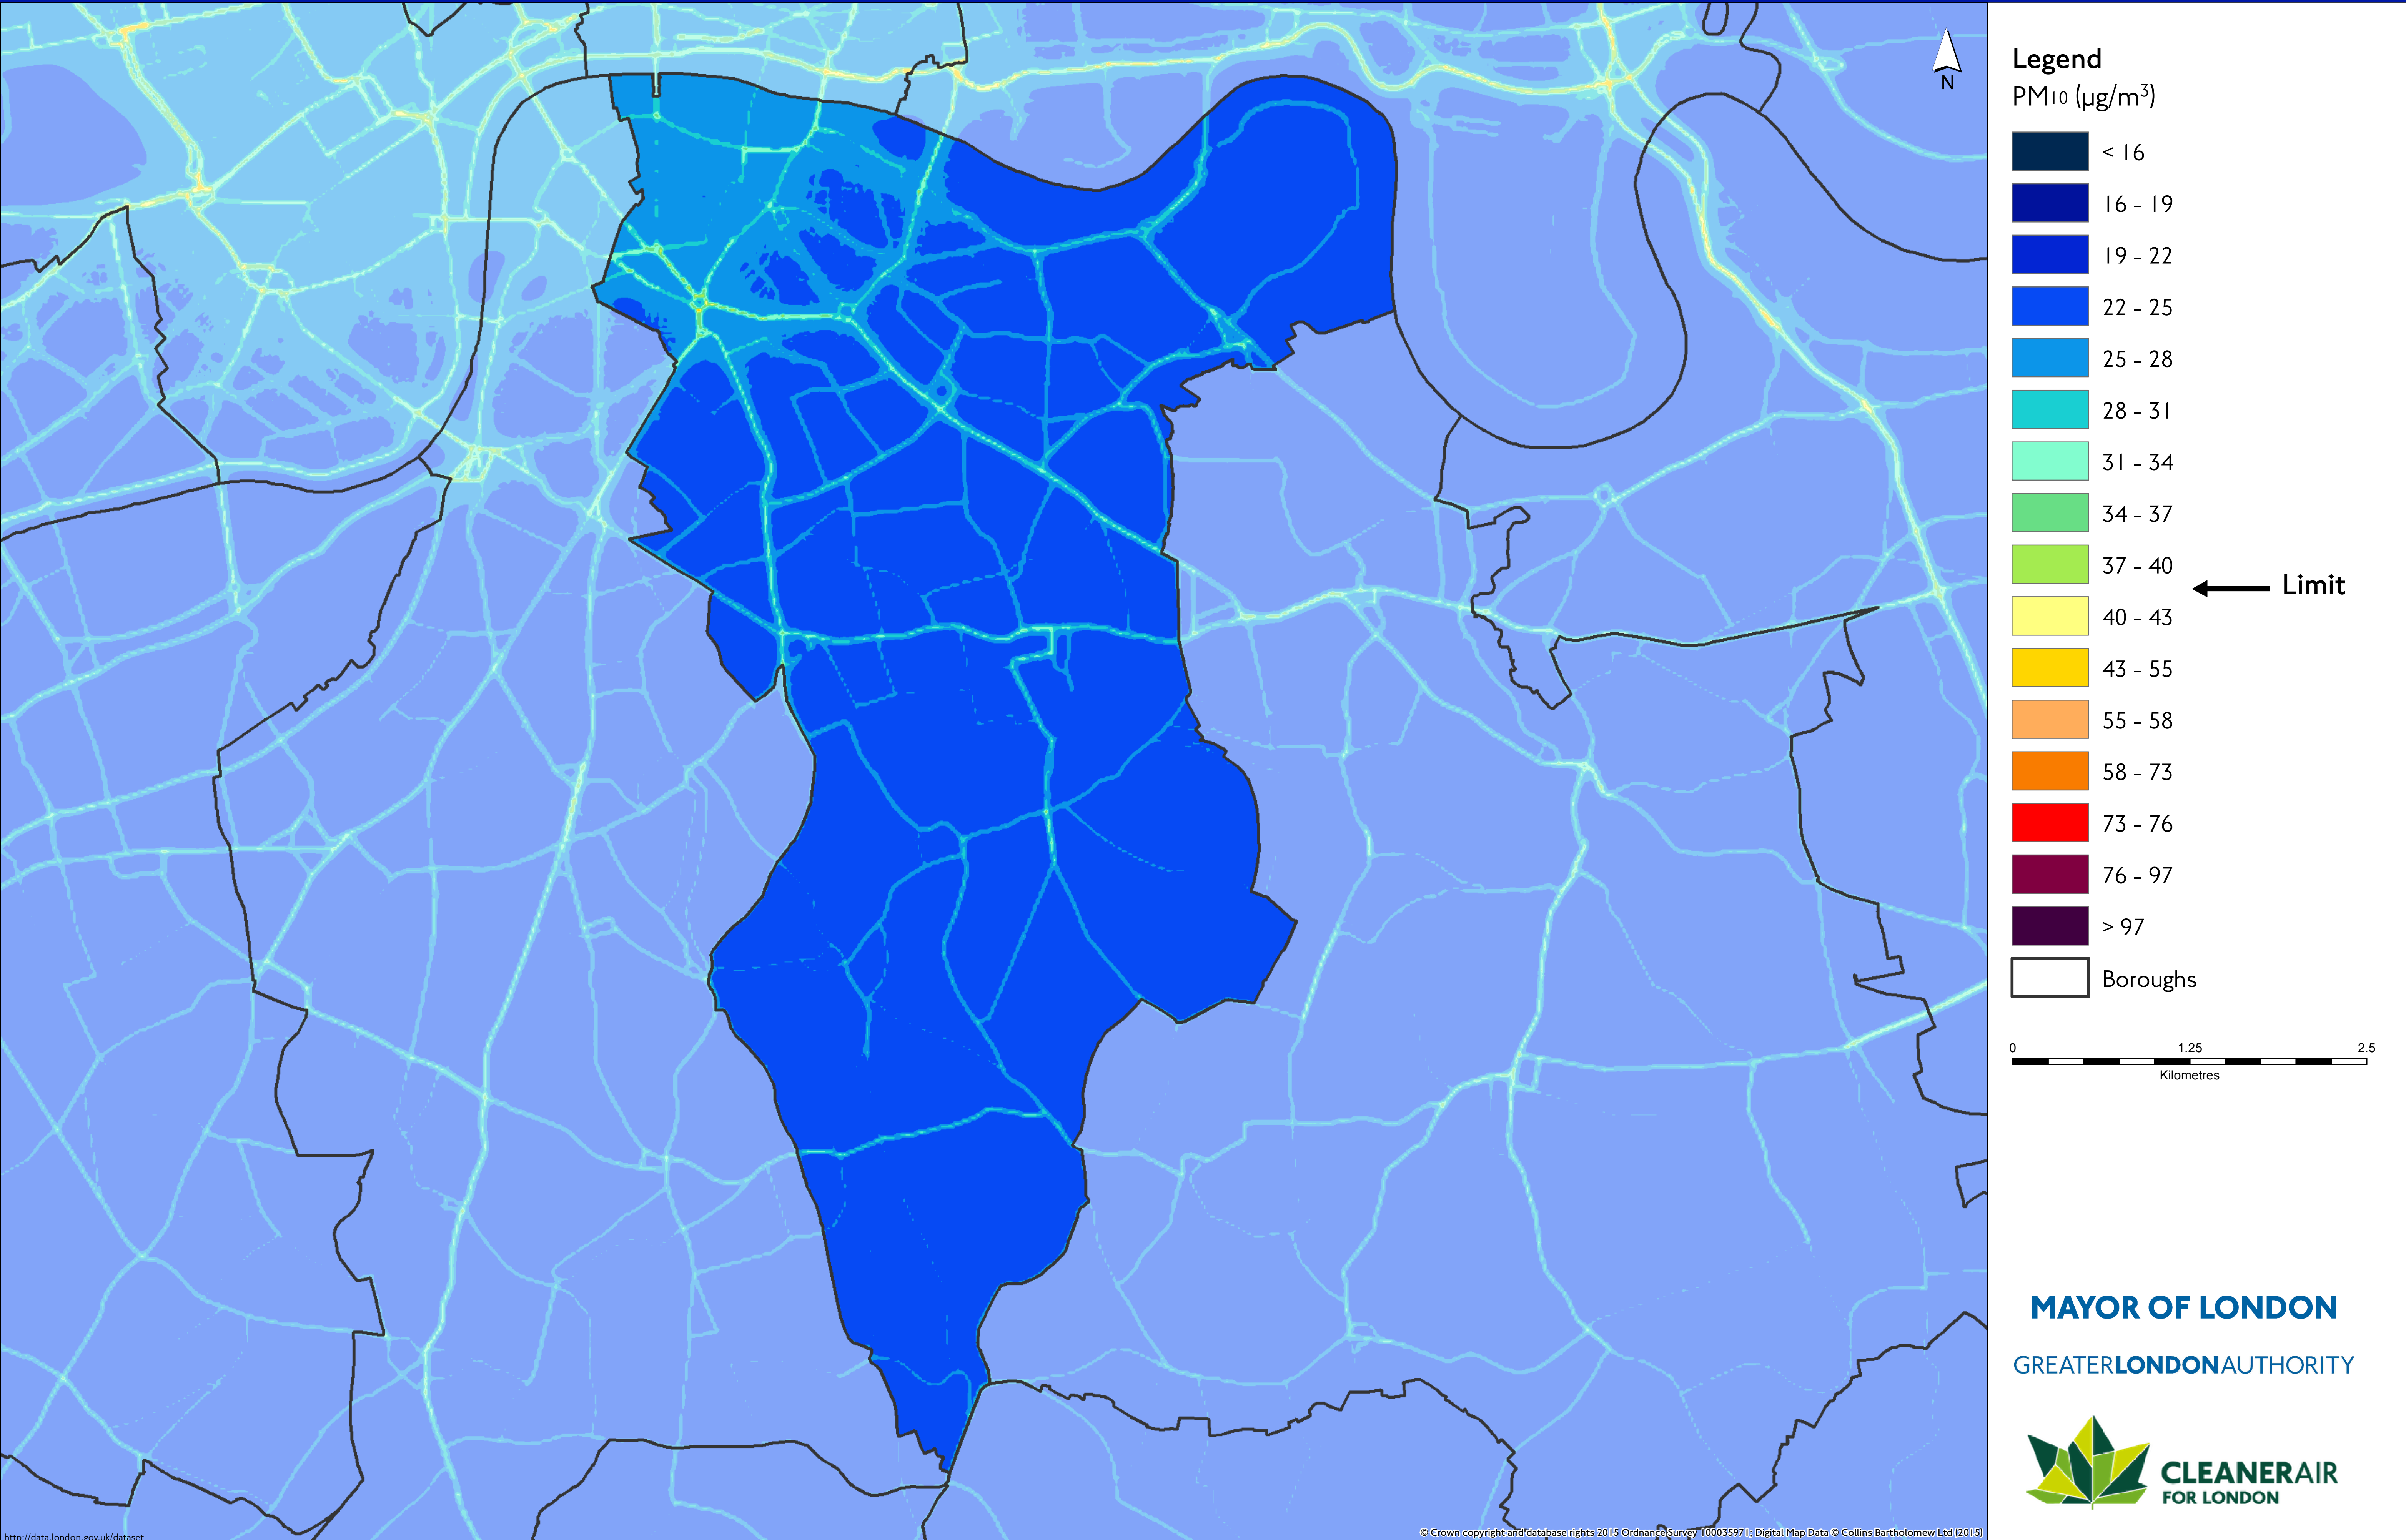 N
Legend
PM10 (µg/m3)
< 16
16 - 19
19 - 22
22 - 25
25 - 28
28 - 31
31 - 34
34 - 37
37 - 40
Limit
40 - 43
43 - 55
55 - 58
58 - 73
73 - 76
76 - 97
> 97
Boroughs
0 1.25 2.5
Kilometres
MAYOR OF LONDON
GREATERLONDONAUTHORITY
CLEANERAIR
FOR LONDON
http://data.london.gov.uk/dataset
© Crown copyright and database rights 2015 Ordnance Survey 100035971; Digital Map Data © Collins Bartholomew Ltd (2015)